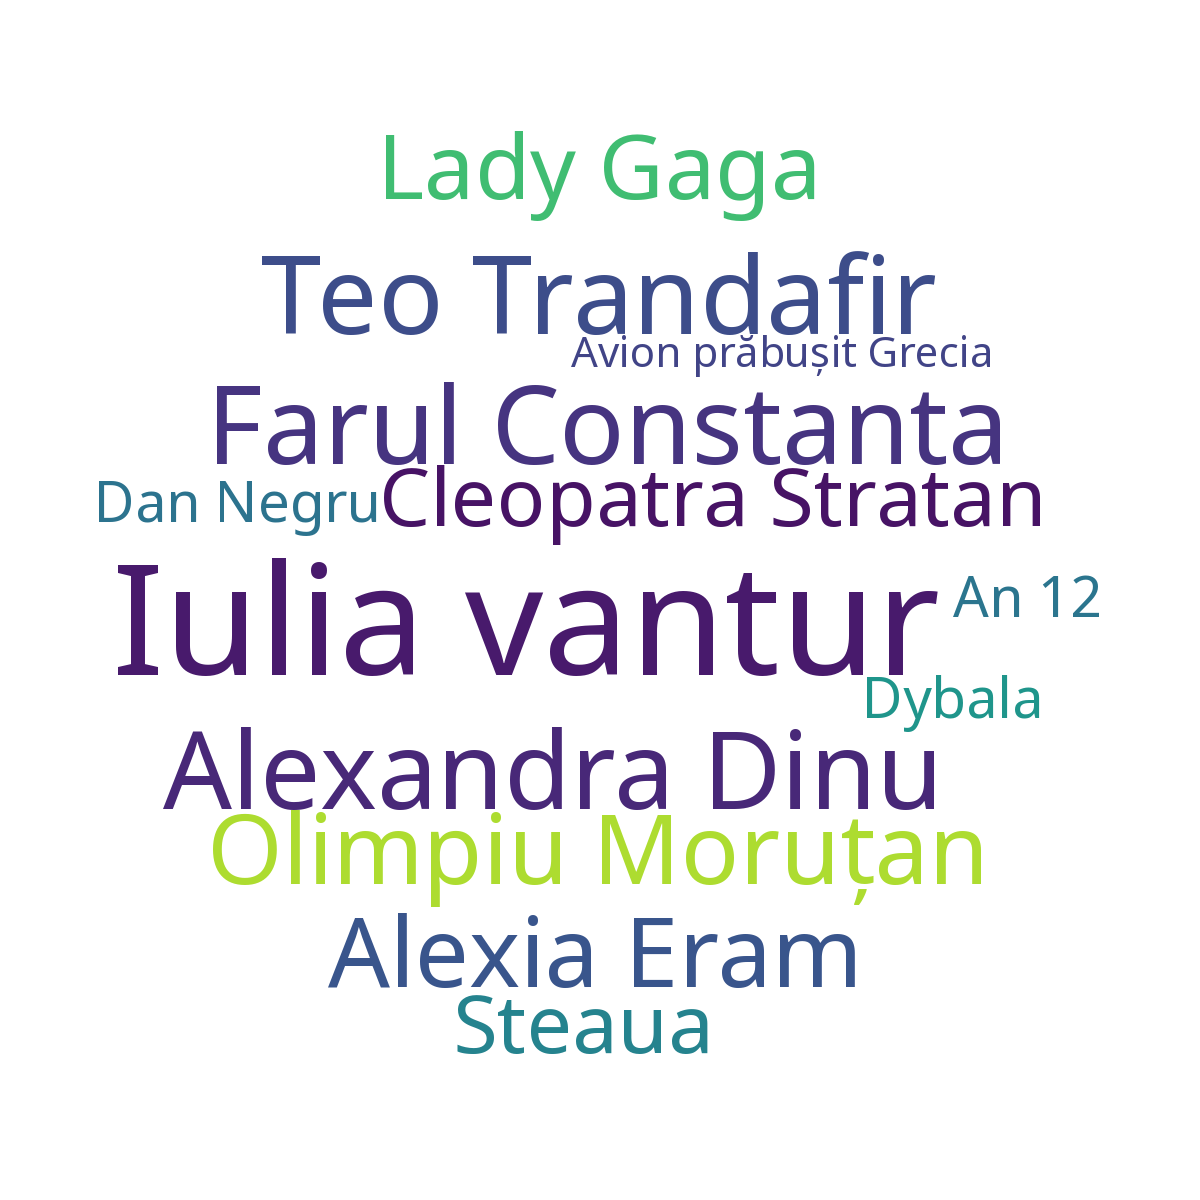 Lady Gaga
Teo Trandafir
Avion prăbușit Grecia
Farul Constanta
Cleopatra Stratan
Dan Negru
Iulia vantur
An 12
Dybala
Alexandra Dinu
Olimpiu Moruțan
Alexia Eram
Steaua